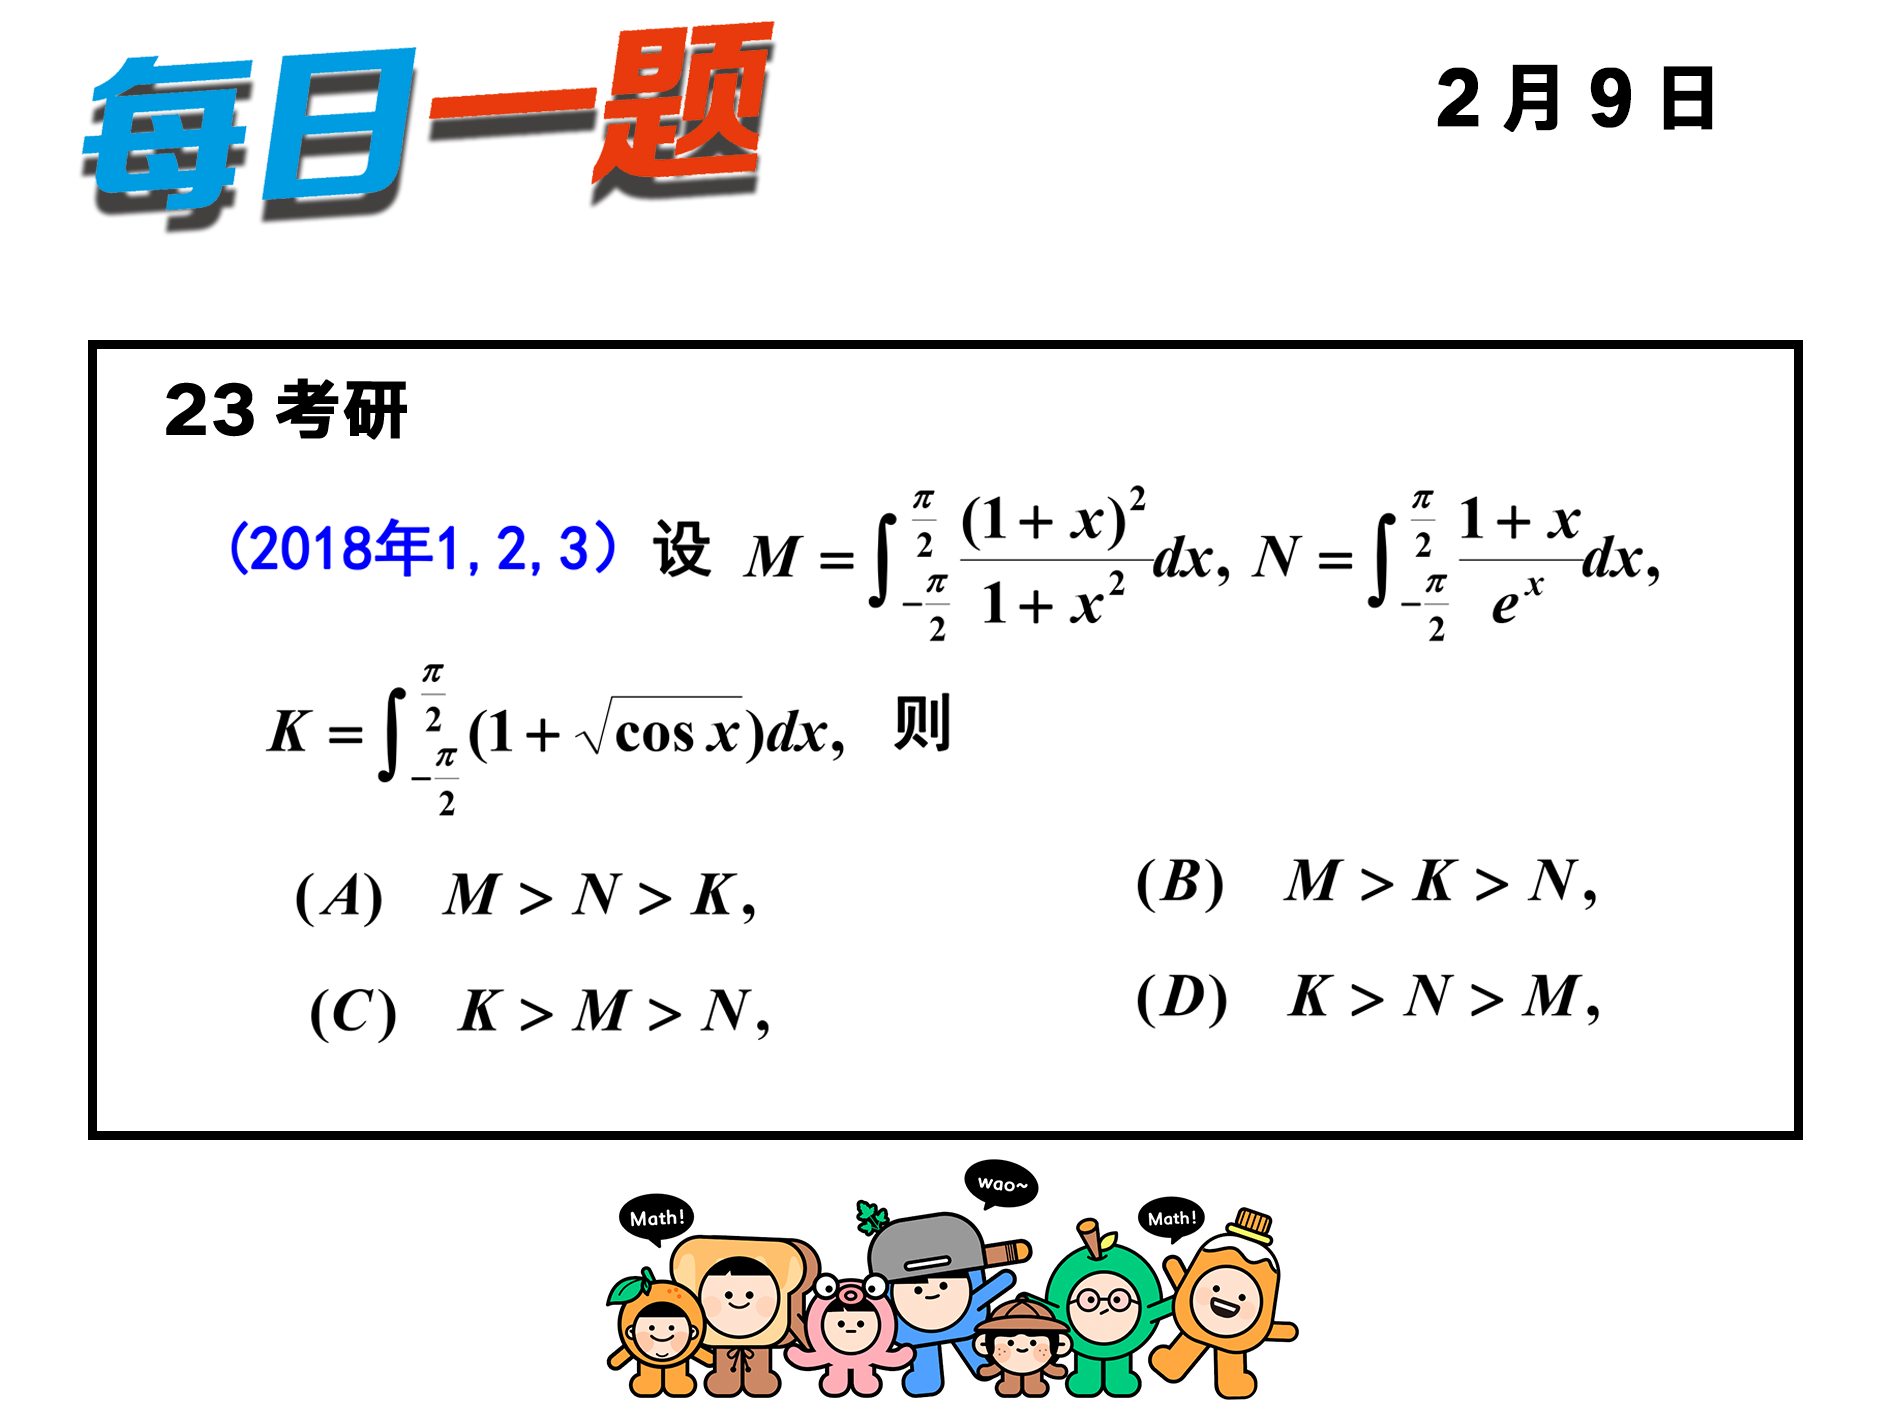 每日一题
2月9日
23考研
(2018年1,2,3) 设 $M = \int_{-\frac{\pi}{2}}^{\frac{\pi}{2}} \frac{(1+x)^2}{1+x^2}dx, N = \int_{-\frac{\pi}{2}}^{\frac{\pi}{2}} \frac{1+x}{e^x}dx,$
$K = \int_{-\frac{\pi}{2}}^{\frac{\pi}{2}} (1+\sqrt{\cos x})dx,$ 则
(A) M > N > K, (B) M > K > N,
(C) K > M > N, (D) K > N > M,
wao~
Math!
Math!